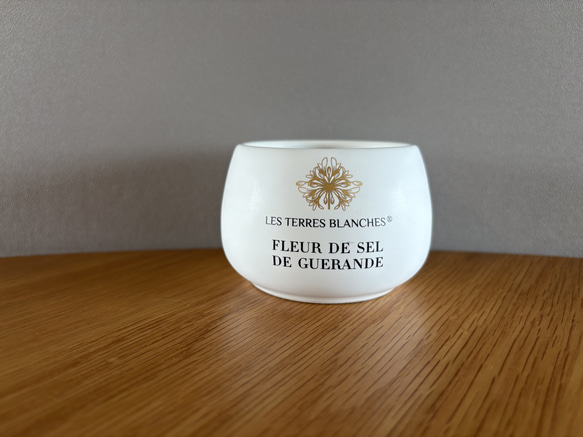 LES TERRES BLANCHES®
FLEUR DE SEL
DE GUERANDE